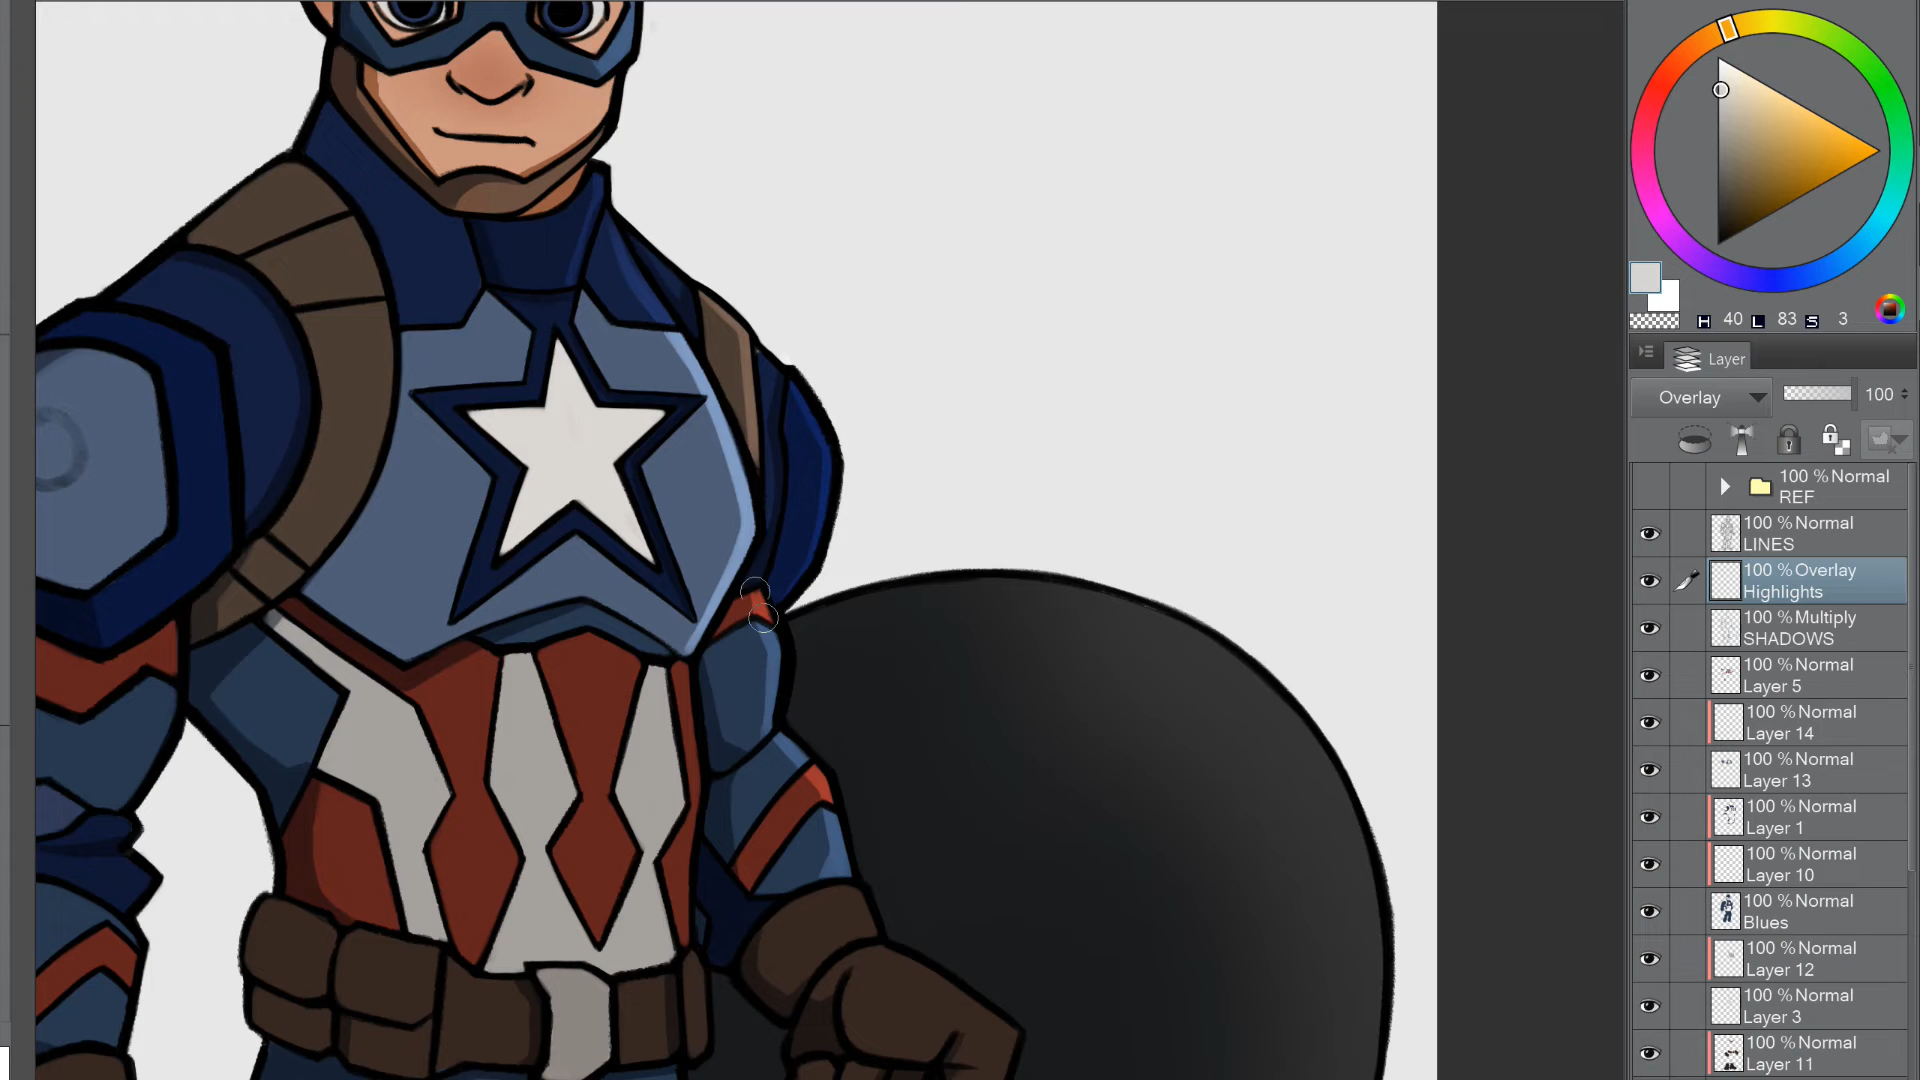 H 40 L 83 S 3
Layer
Overlay 100
100 %Normal
REF
100 %Normal
LINES
100 %Overlay
Highlights
100 %Multiply
SHADOWS
100 %Normal
Layer 5
100 %Normal
Layer 14
100 %Normal
Layer 13
100 %Normal
Layer 1
100 %Normal
Layer 10
100 %Normal
Blues
100 %Normal
Layer 12
100 %Normal
Layer 3
100 %Normal
Layer 11